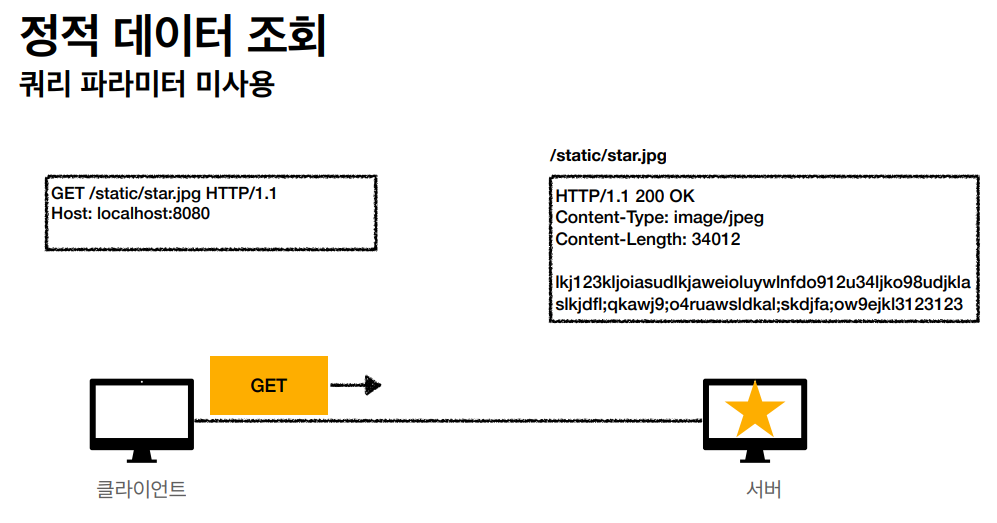 정적 데이터 조회
쿼리 파라미터 미사용
/static/star.jpg
GET /static/star.jpg HTTP/1.1
Host: localhost:8080
HTTP/1.1 200 OK
Content-Type: image/jpeg
Content-Length: 34012
lkj123kljoiasudlkjaweioluywlnfdo912u34ljko98udjkla
slkjdfl;qkawj9;o4ruawsldkal;skdjfa;ow9ejkl3123123
GET
클라이언트
서버